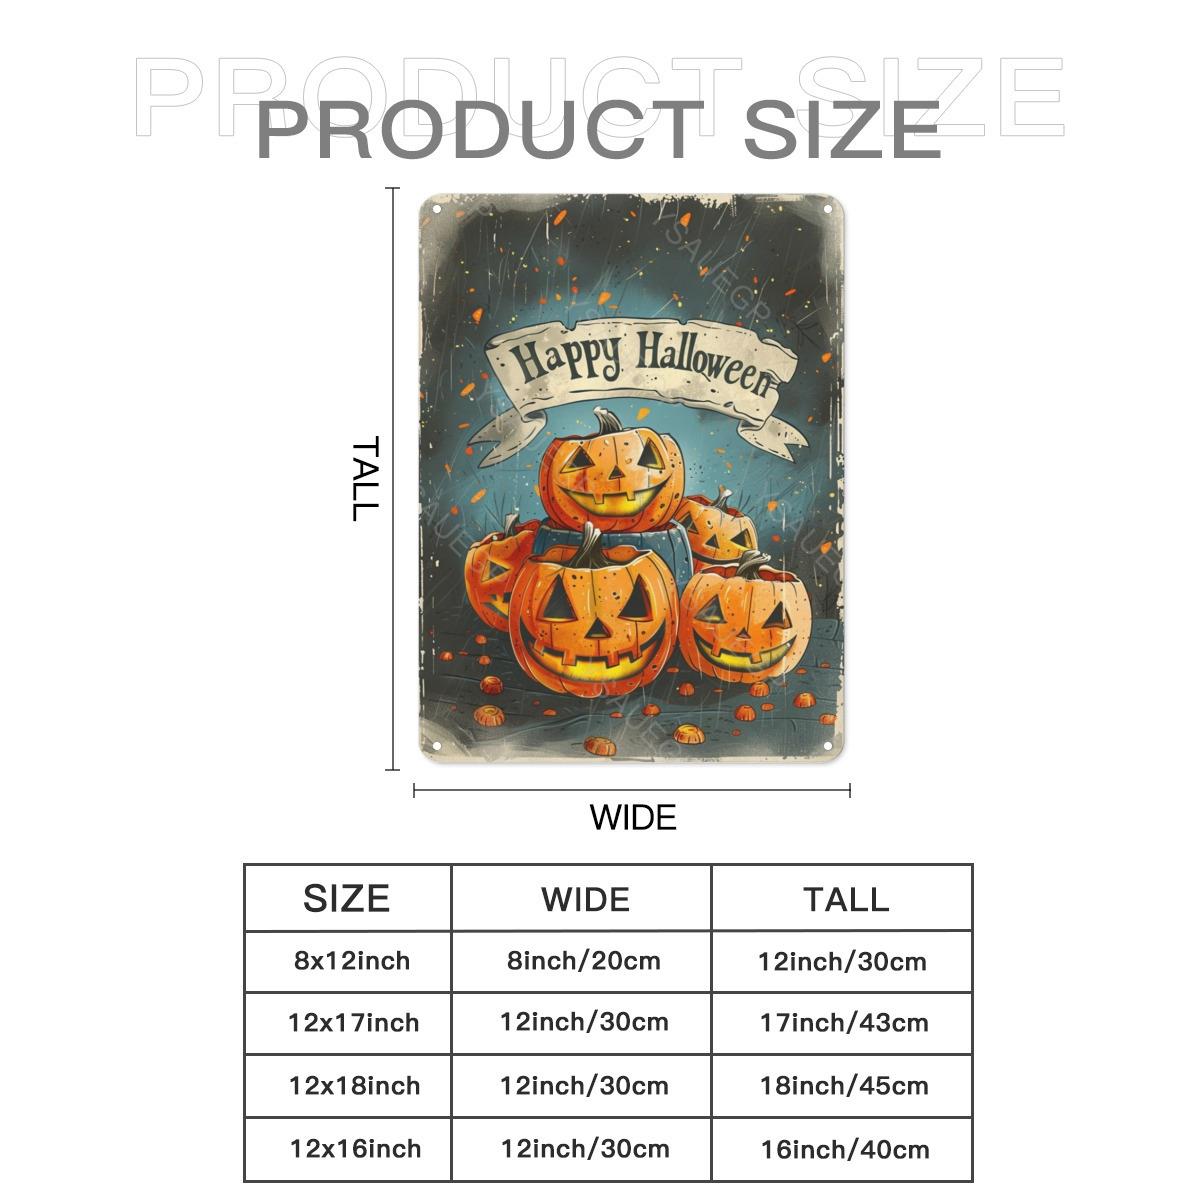 PRODUCT SIZE
PRODUCT SIZE
Happy Halloween
YSAUEGR
TALL
WIDE
SIZE WIDE TALL
8x12inch 8inch/20cm 12inch/30cm
12x17inch 12inch/30cm 17inch/43cm
12x18inch 12inch/30cm 18inch/45cm
12x16inch 12inch/30cm 16inch/40cm